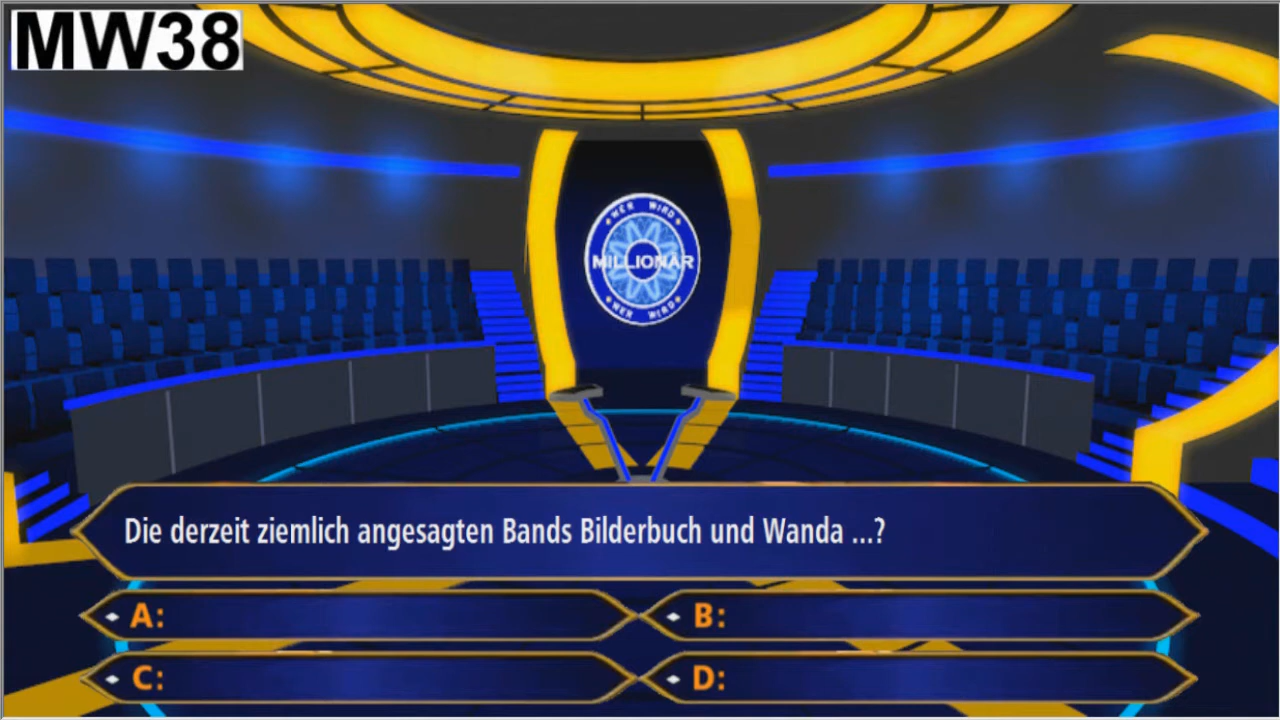 MW38
WER WIRD
MILLIONÄR
WER WIRD
Die derzeit ziemlich angesagten Bands Bilderbuch und Wanda ...?
A:
B:
C:
D: